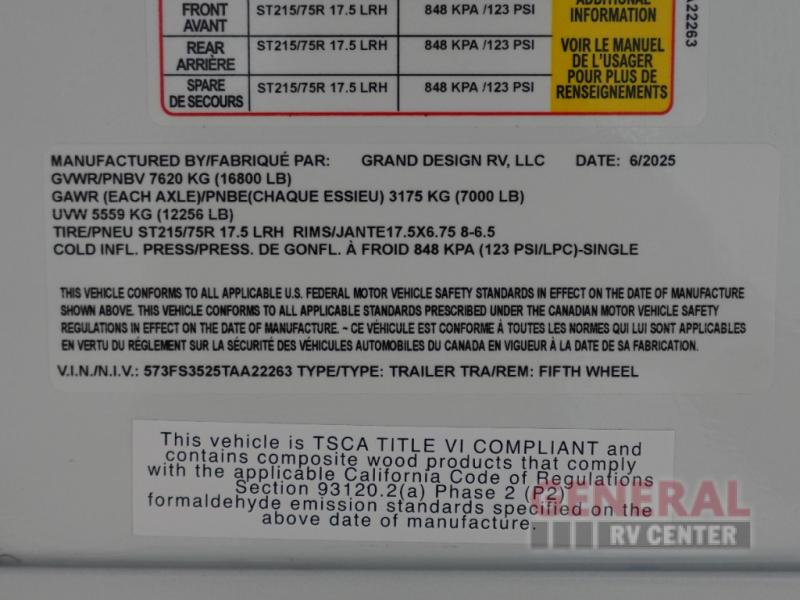 FRONT ST215/75R 17.5 LRH 848 KPA /123 PSI
AVANT
REAR ST215/75R 17.5 LRH 848 KPA /123 PSI
ARRIÈRE
SPARE ST215/75R 17.5 LRH 848 KPA /123 PSI
DE SECOURS
ADDITIONAL
INFORMATION
VOIR LE MANUEL
DE L'USAGER
POUR PLUS DE
RENSEIGNEMENTS
A22263
MANUFACTURED BY/FABRIQUÉ PAR: GRAND DESIGN RV, LLC DATE: 6/2025
GVWR/PNBV 7620 KG (16800 LB)
GAWR (EACH AXLE)/PNBE(CHAQUE ESSIEU) 3175 KG (7000 LB)
UVW 5559 KG (12256 LB)
TIRE/PNEU ST215/75R 17.5 LRH RIMS/JANTE17.5X6.75 8-6.5
COLD INFL. PRESS/PRESS. DE GONFL. À FROID 848 KPA (123 PSI/LPC)-SINGLE
THIS VEHICLE CONFORMS TO ALL APPLICABLE U.S. FEDERAL MOTOR VEHICLE SAFETY STANDARDS IN EFFECT ON THE DATE OF MANUFACTURE
SHOWN ABOVE. THIS VEHICLE CONFORMS TO ALL APPLICABLE STANDARDS PRESCRIBED UNDER THE CANADIAN MOTOR VEHICLE SAFETY
REGULATIONS IN EFFECT ON THE DATE OF MANUFACTURE. ~ CE VÉHICULE EST CONFORME À TOUTES LES NORMES QUI LUI SONT APPLICABLES
EN VERTU DU RÉGLEMENT SUR LA SÉCURITÉ DES VÉHICULES AUTOMOBILES DU CANADA EN VIGUEUR À LA DATE DE SA FABRICATION.
V.I.N./N.I.V.: 573FS3525TAA22263 TYPE/TYPE: TRAILER TRA/REM: FIFTH WHEEL
This vehicle is TSCA TITLE VI COMPLIANT and
contains composite wood products that comply
with the applicable California Code of Regulations
Section 93120.2(a) Phase 2 (P2)
formaldehyde emission standards specified on the
above date of manufacture.
GENERAL
RV CENTER